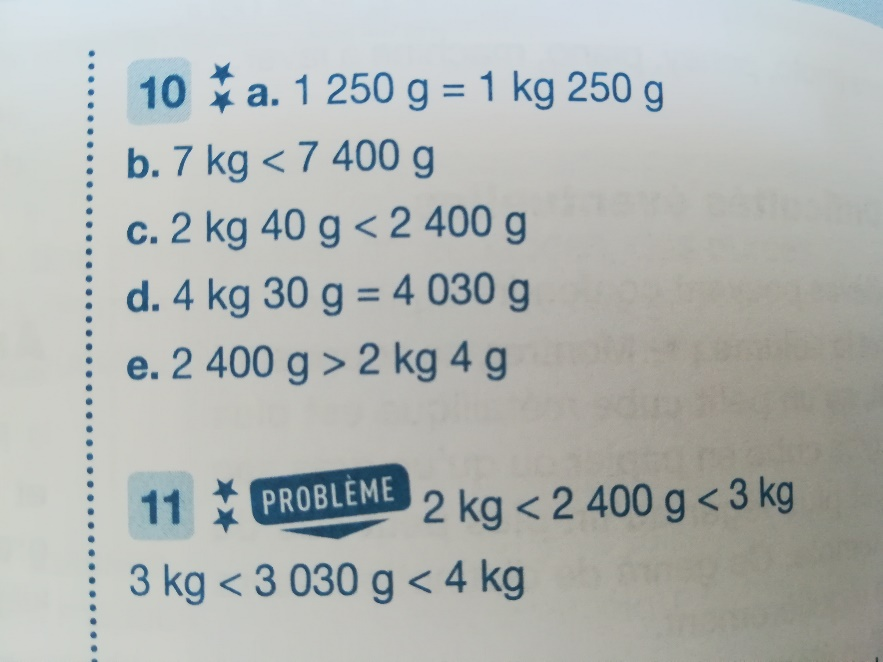 10 ★★ a. 1 250 g = 1 kg 250 g
b. 7 kg < 7 400 g
c. 2 kg 40 g < 2 400 g
d. 4 kg 30 g = 4 030 g
e. 2 400 g > 2 kg 4 g
11 ★★ PROBLÈME 2 kg < 2 400 g < 3 kg
3 kg < 3 030 g < 4 kg